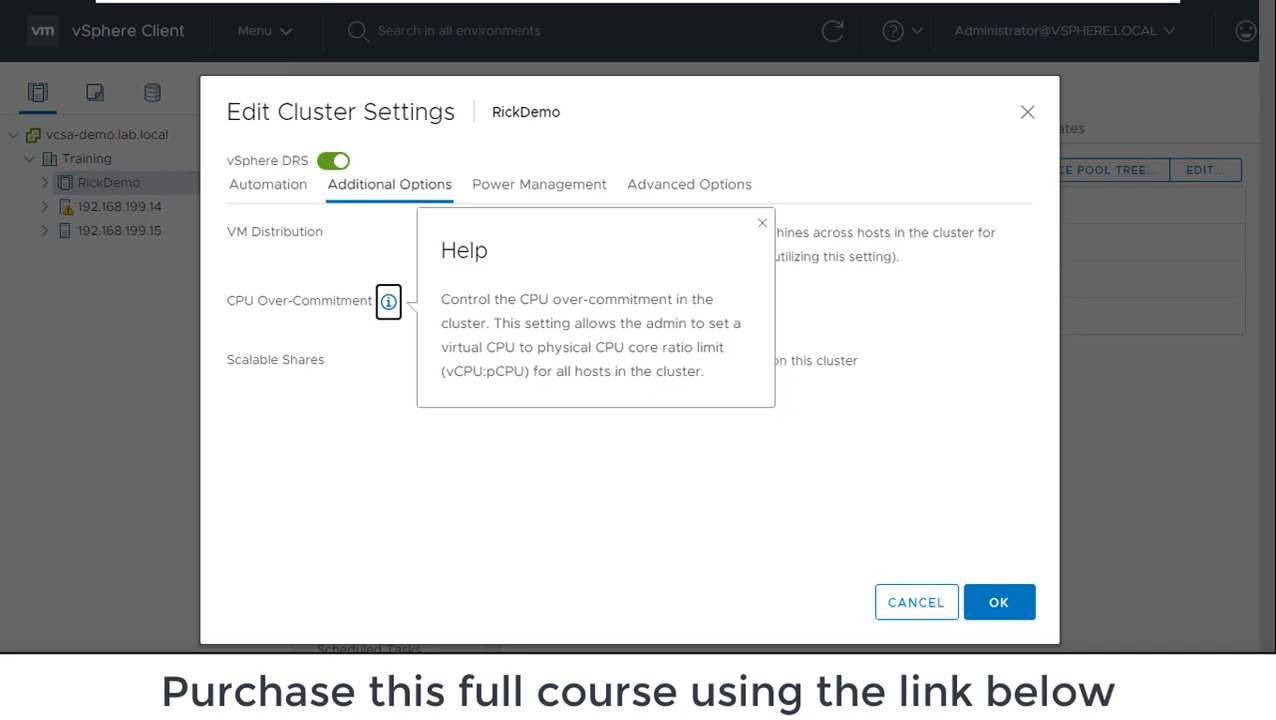 vm vSphere Client Menu Search in all environments Administrator@VSPHERE.LOCAL
vcsa-demo.lab.local
Training
RickDemo
192.168.199.14
192.168.199.15
ates
CE POOL TREE... EDIT...
Edit Cluster Settings RickDemo
vSphere DRS
Automation Additional Options Power Management Advanced Options
VM Distribution
hines across hosts in the cluster for
utilizing this setting).
CPU Over-Commitment
Scalable Shares
on this cluster
Help
Control the CPU over-commitment in the
cluster. This setting allows the admin to set a
virtual CPU to physical CPU core ratio limit
(vCPU:pCPU) for all hosts in the cluster.
CANCEL OK
Scheduled Tasks
Purchase this full course using the link below